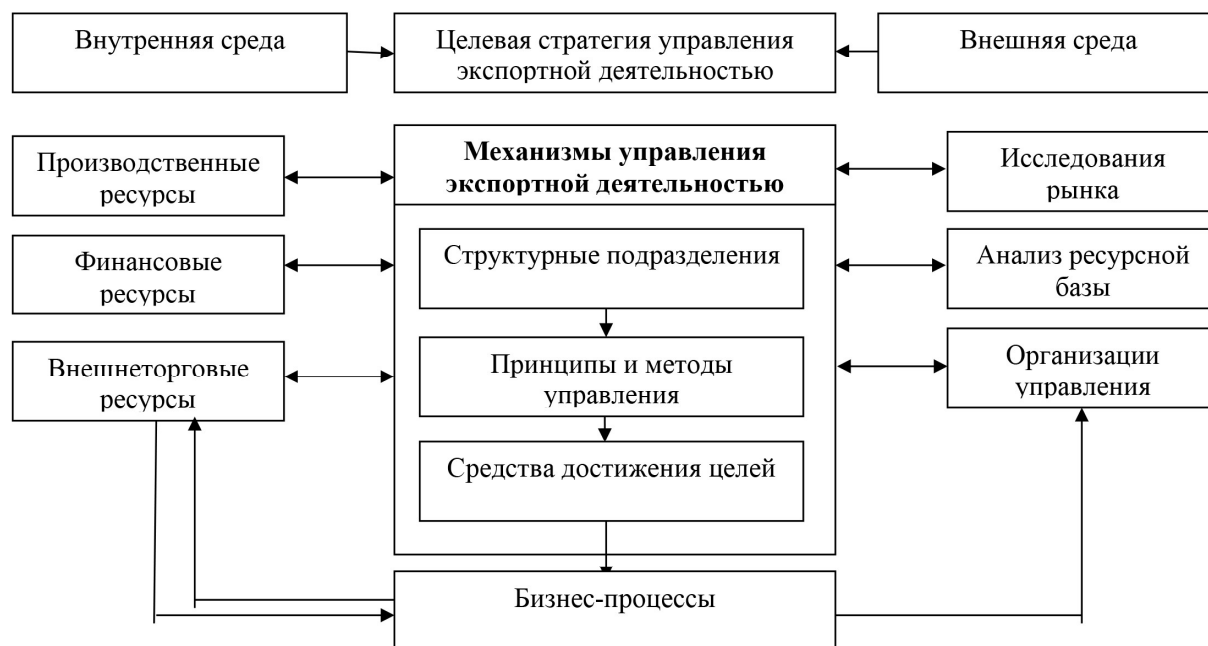 Внутренняя среда
Целевая стратегия управления
экспортной деятельностью
Внешняя среда
Производственные
ресурсы
Механизмы управления
экспортной деятельностью
Исследования
рынка
Финансовые
ресурсы
Структурные подразделения
Анализ ресурсной
базы
Внешнеторговые
ресурсы
Принципы и методы
управления
Организации
управления
Средства достижения целей
Бизнес-процессы